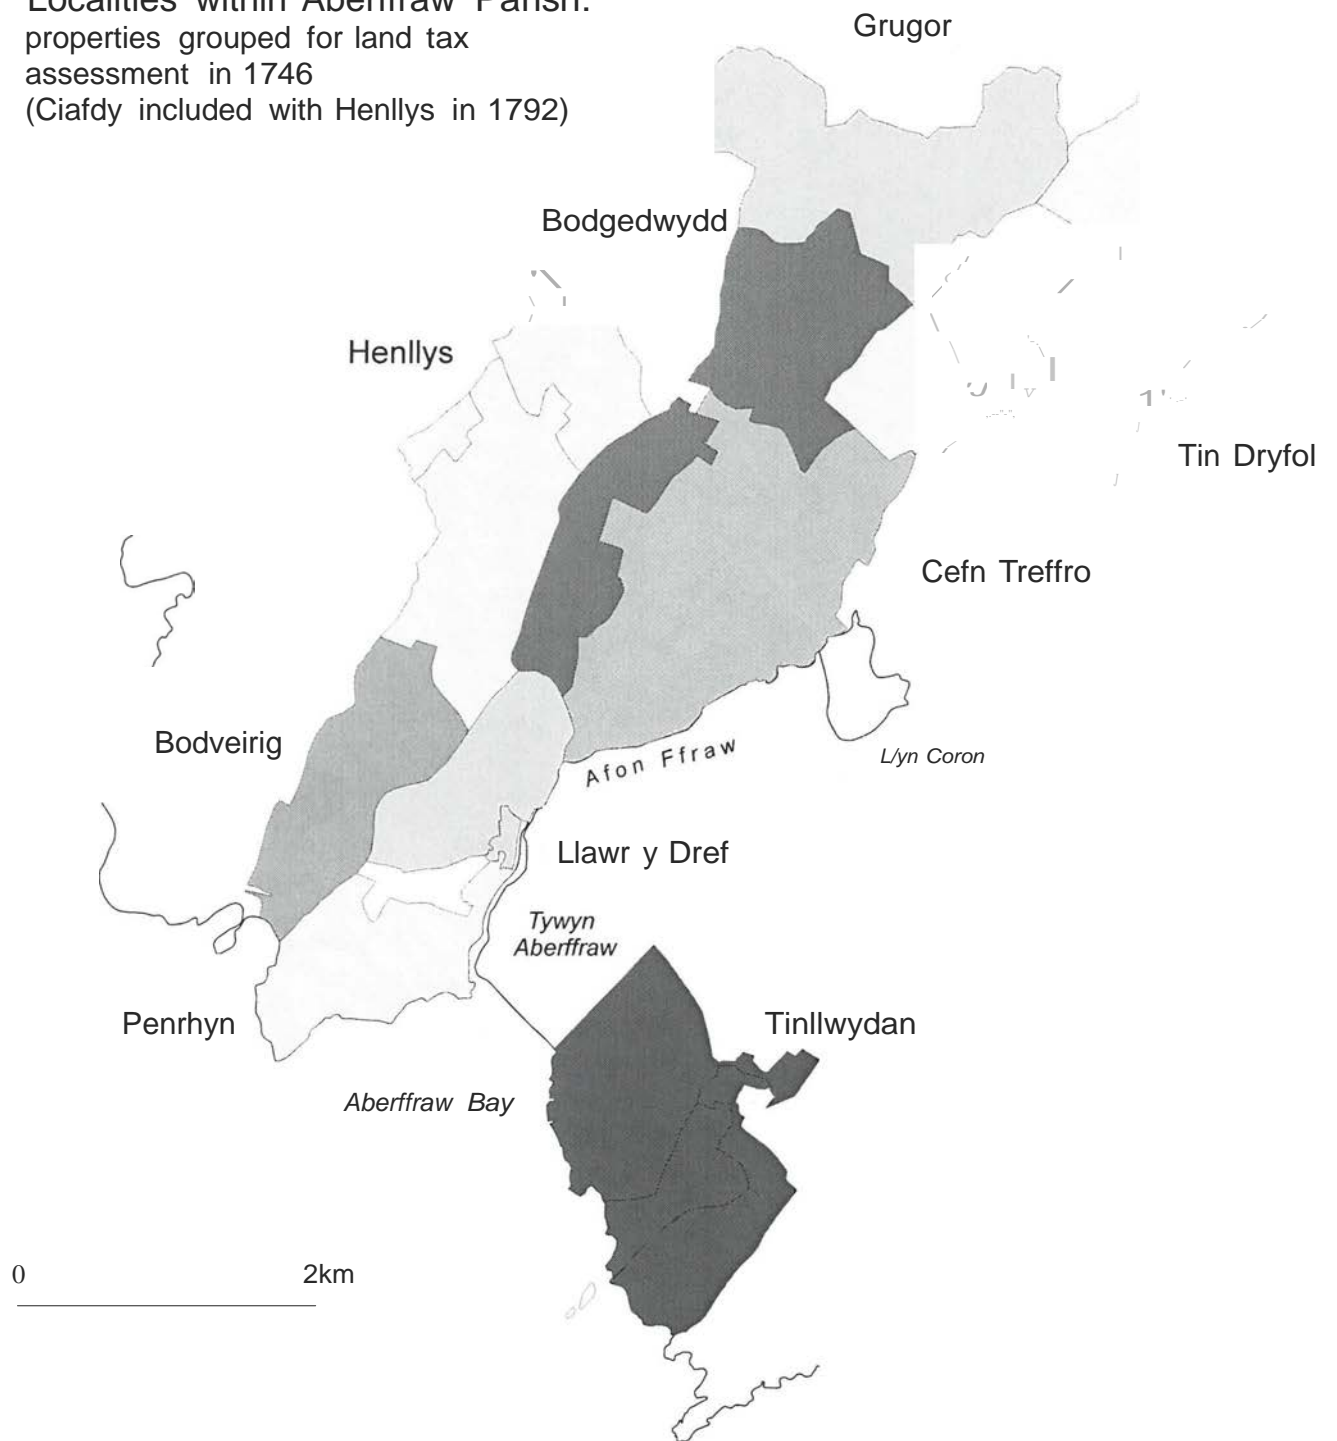 Localities within Aberffraw Parish:
properties grouped for land tax
assessment in 1746
(Ciafdy included with Henllys in 1792)
Grugor
Bodgedwydd
Henllys
Tin Dryfol
Cefn Treffro
Bodveirig
Afon Ffraw
L/yn Coron
Llawr y Dref
Tywyn
Aberffraw
Penrhyn
Tinllwydan
Aberffraw Bay
0 2km